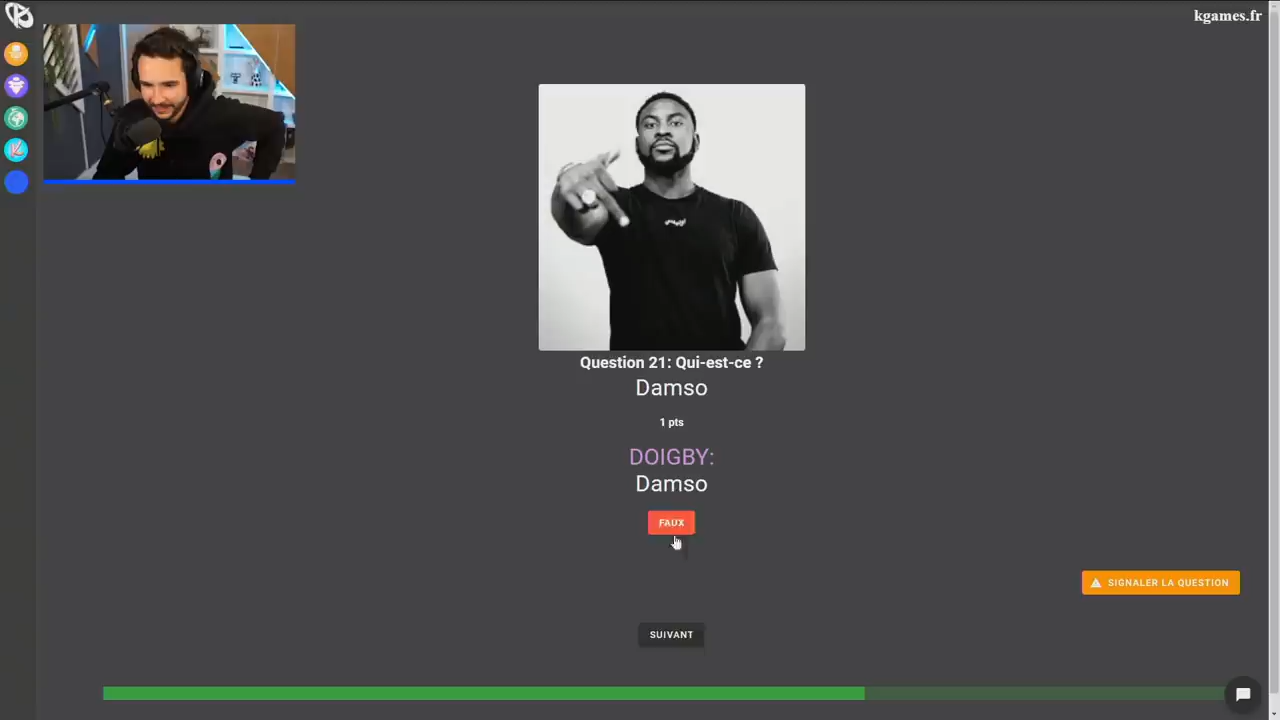 kgames.fr
Question 21: Qui-est-ce ?
Damso
1 pts
DOIGBY:
Damso
FAUX
SIGNALER LA QUESTION
SUIVANT